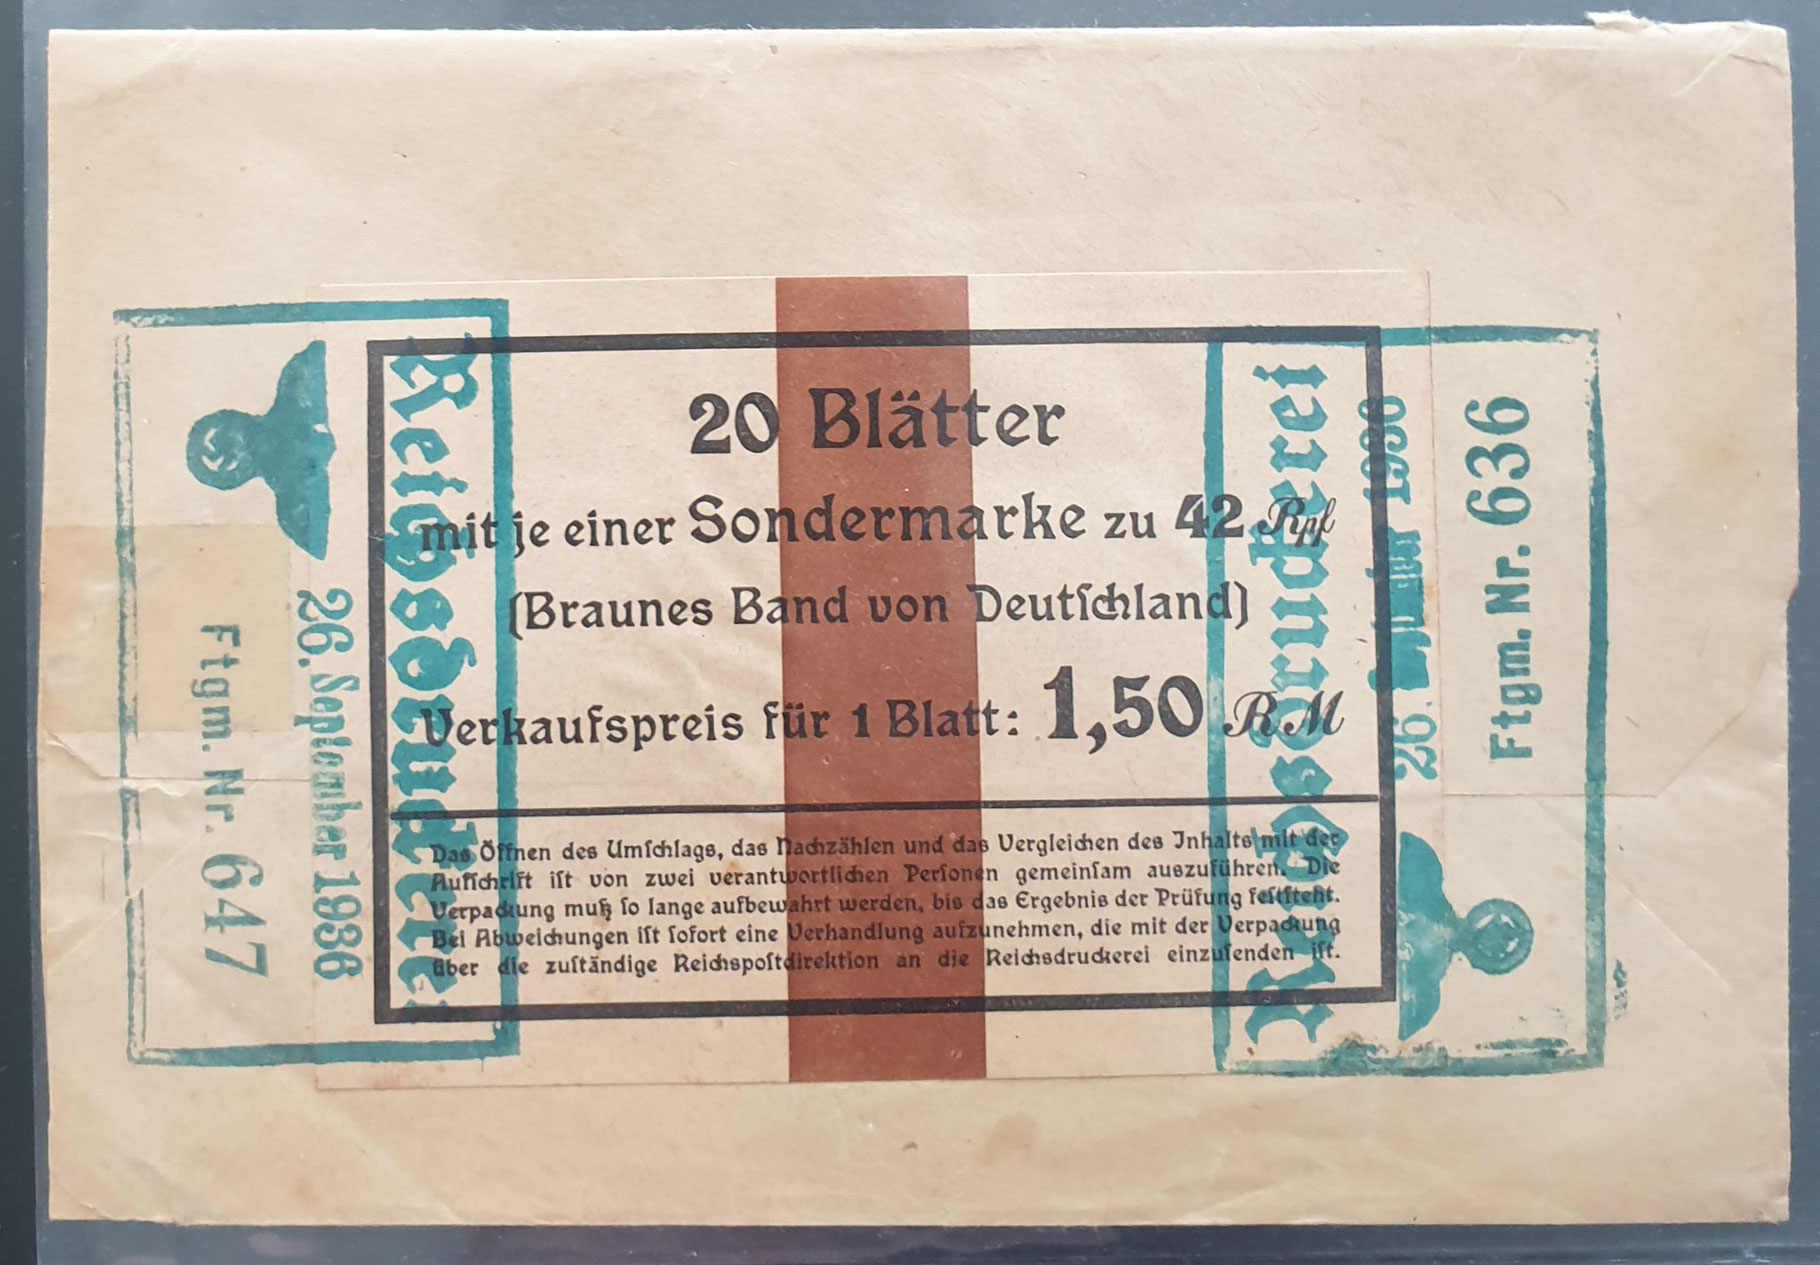 20 Blätter
mit je einer Sondermarke zu 42 Rpf
(Braunes Band von Deutſchland)
Verkaufspreis für 1 Blatt: 1,50 RM
Das Öffnen des Umſchlags, das Nachzählen und das Vergleichen des Inhalts mit der
Aufſchrift iſt von zwei verantwortlichen Perſonen gemeinſam auszuführen. Die
Verpackung muß ſo lange aufbewahrt werden, bis das Ergebnis der Prüfung feſtſteht.
Bei Abweichungen iſt ſofort eine Verhandlung aufzunehmen, die mit der Verpackung
über die zuſtändige Reichspoſtdirektion an die Reichsdruckerei einzuſenden iſt.
Reichsdruckerei
26. September 1936
Ftgm. Nr. 647
Reichsdruckerei
26. 1936
Ftgm. Nr. 636